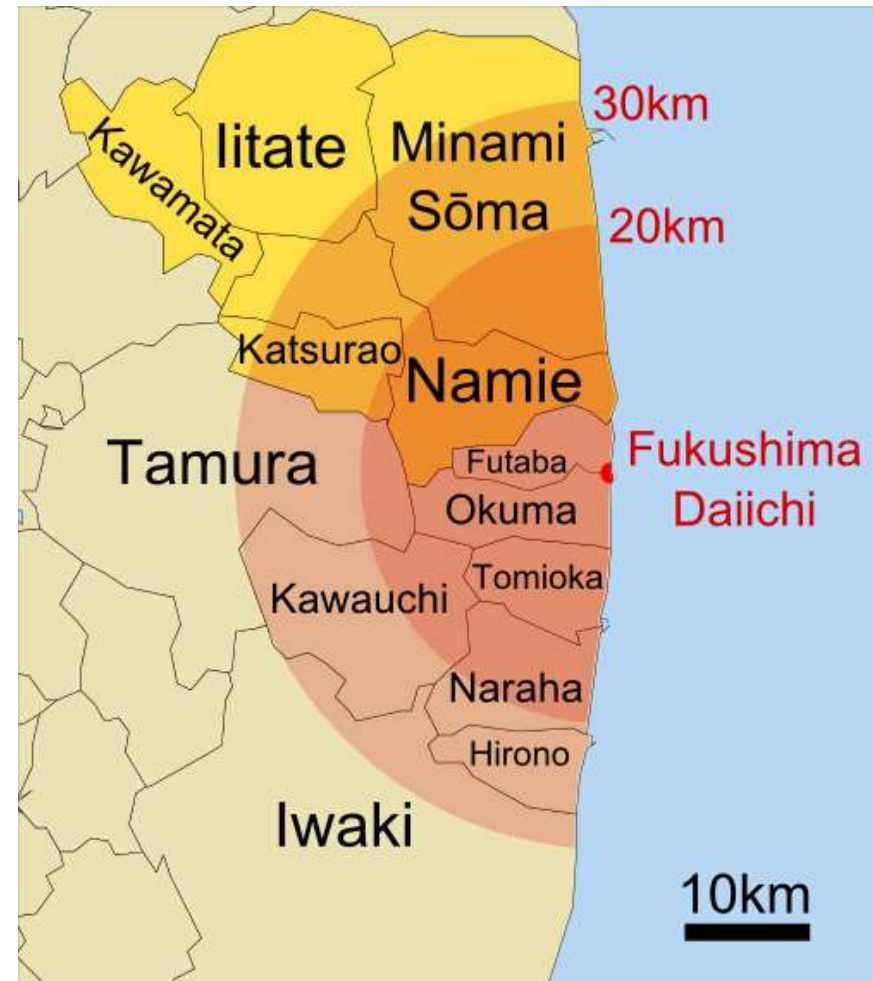 30km
Iitate
Minami
Sōma
Kawamata
20km
Katsurao
Namie
Tamura
Futaba
Fukushima
Daiichi
Okuma
Tomioka
Kawauchi
Naraha
Hirono
Iwaki
10km